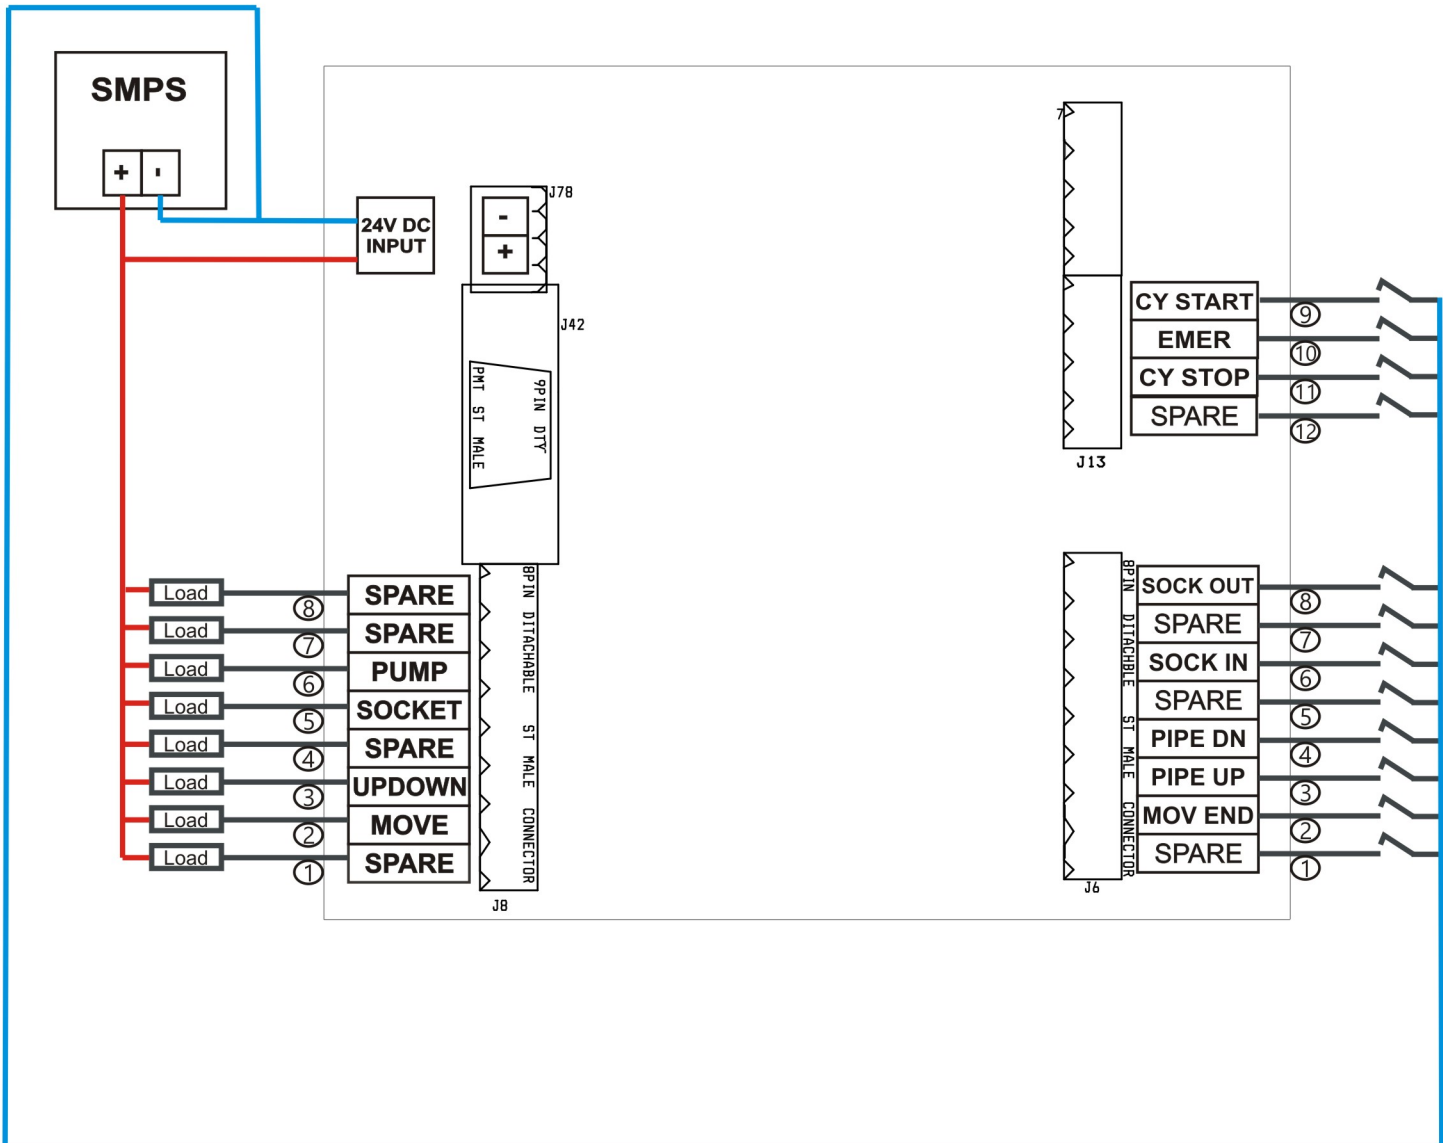 SMPS
+ -
24V DC
INPUT
J78
-
+
J42
9PIN DTY
PMT ST MALE
7
CY START
9
EMER
10
CY STOP
11
SPARE
12
J13
Load
8
SPARE
Load
7
SPARE
Load
6
PUMP
Load
5
SOCKET
Load
4
SPARE
Load
3
UPDOWN
Load
2
MOVE
Load
1
SPARE
8PIN DITACHABLE ST MALE CONNECTOR
J8
8PIN DITACHBLE ST MALE CONNECTOR
SOCK OUT
8
SPARE
7
SOCK IN
6
SPARE
5
PIPE DN
4
PIPE UP
3
MOV END
2
SPARE
1
J6